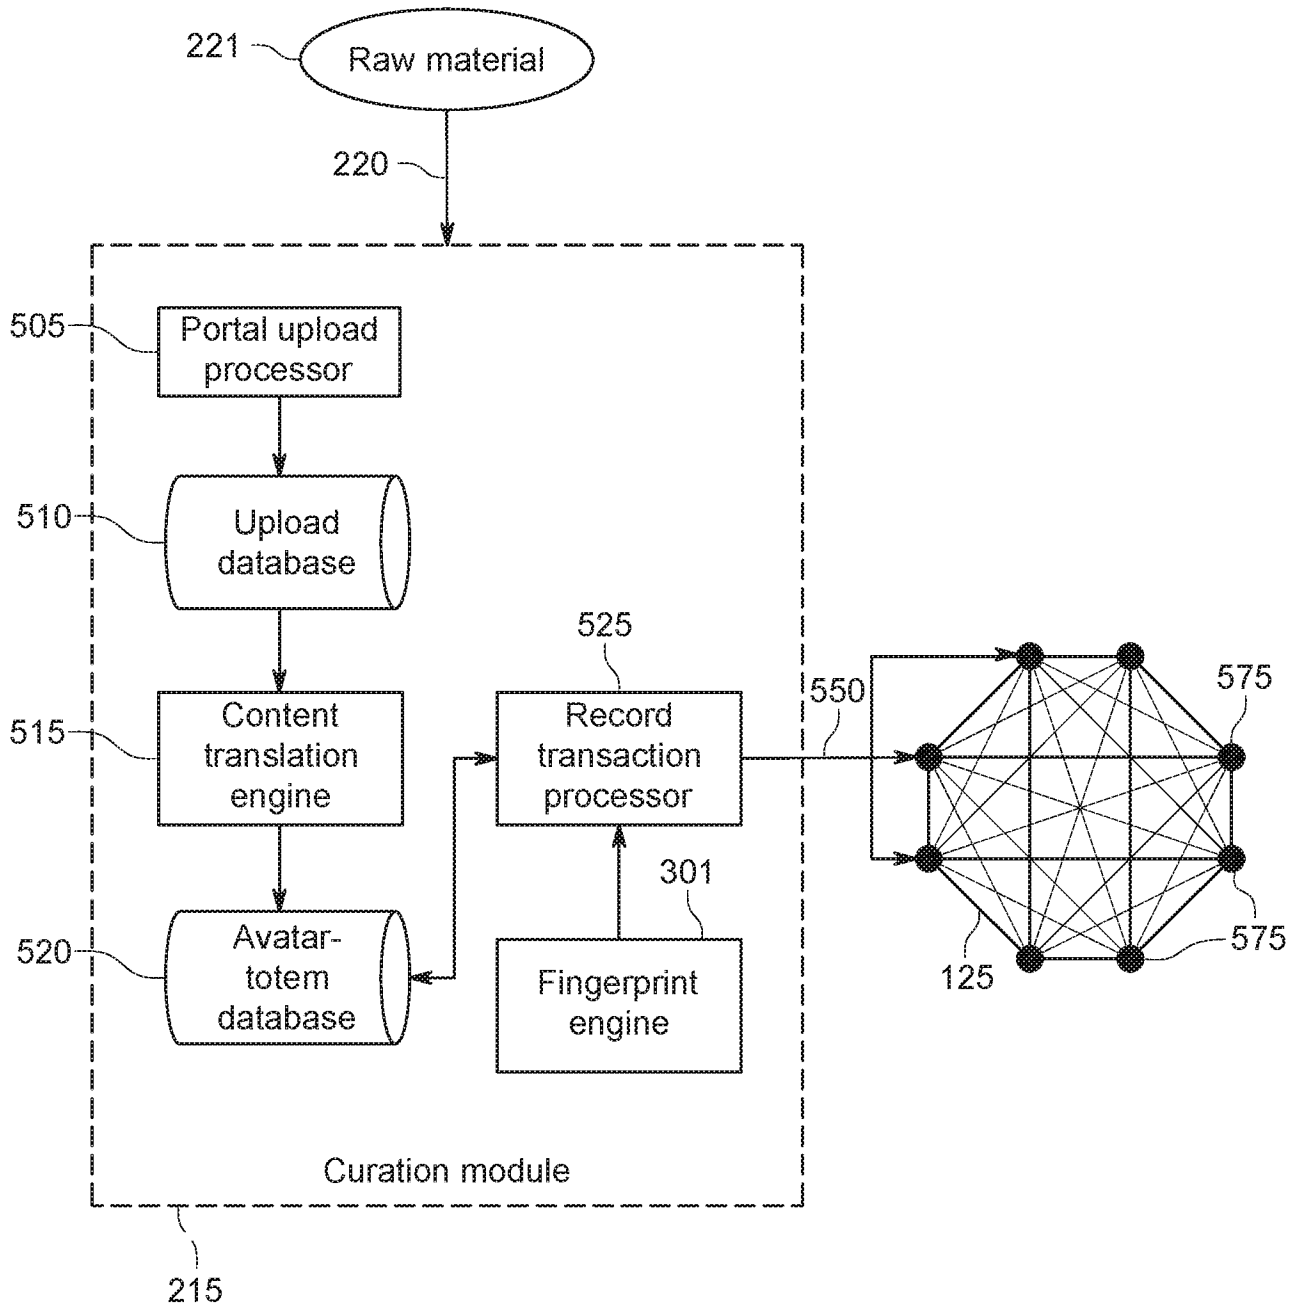 221
Raw material
220
505
Portal upload
processor
510
Upload
database
525
550
575
515
Content
translation
engine
Record
transaction
processor
301
520
Avatar-
totem
database
Fingerprint
engine
575
125
Curation module
215